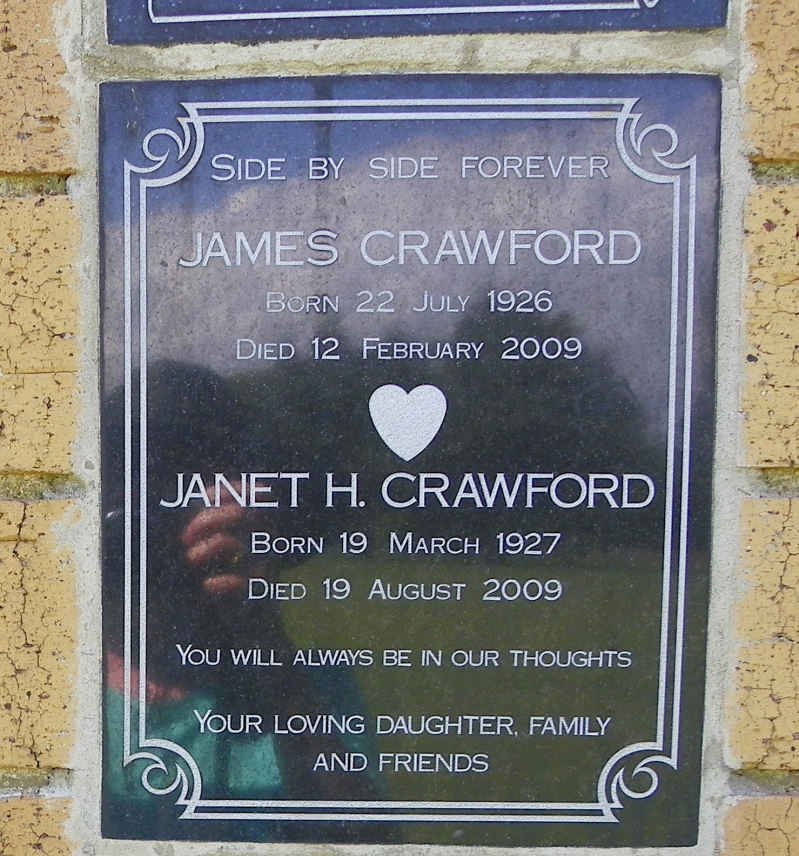 SIDE BY SIDE FOREVER
JAMES CRAWFORD
BORN 22 JULY 1926
DIED 12 FEBRUARY 2009
JANET H. CRAWFORD
BORN 19 MARCH 1927
DIED 19 AUGUST 2009
YOU WILL ALWAYS BE IN OUR THOUGHTS
YOUR LOVING DAUGHTER, FAMILY
AND FRIENDS